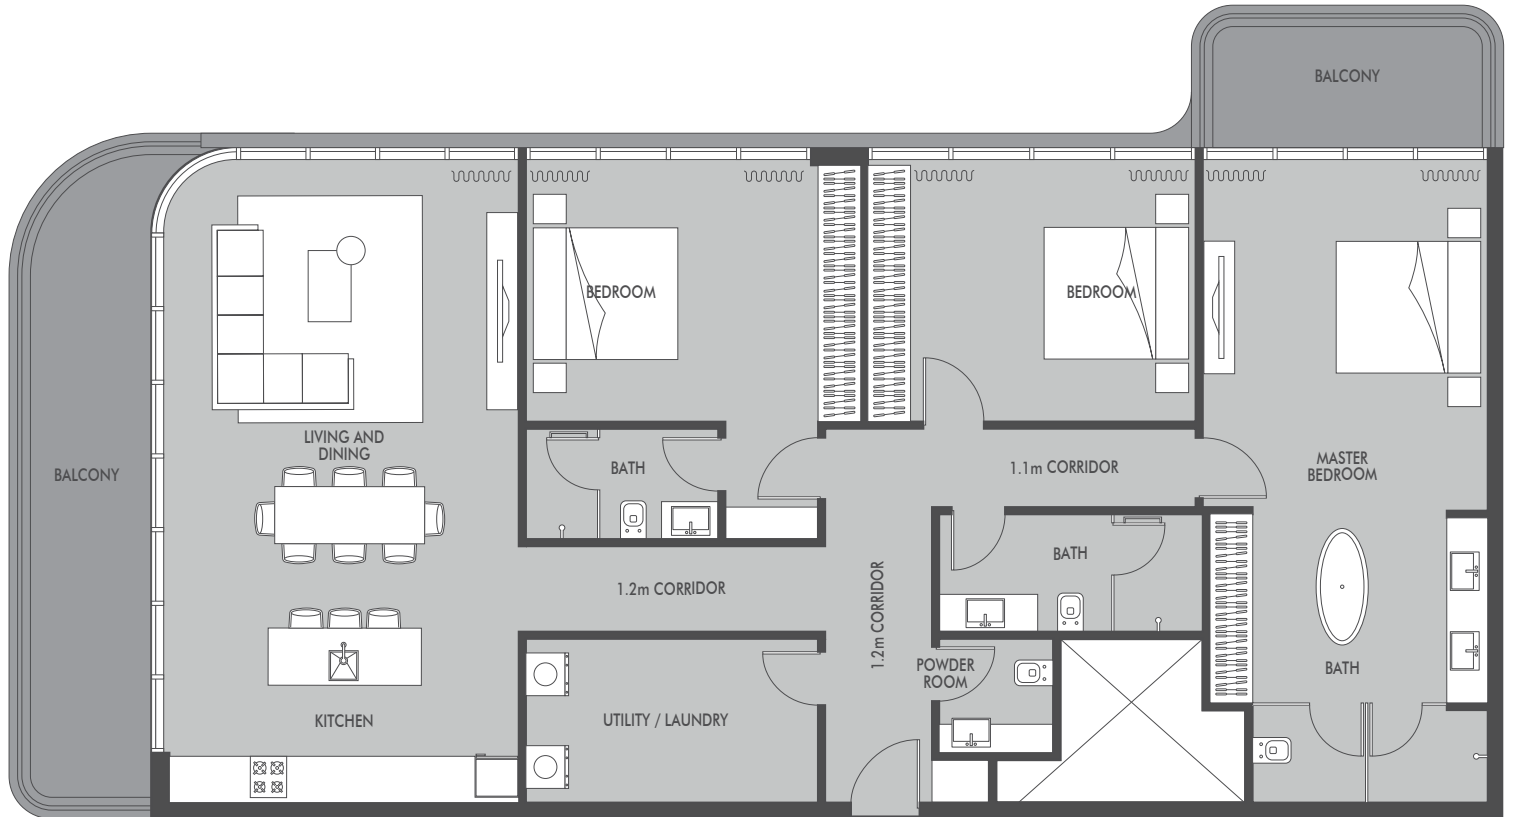 BALCONY
BEDROOM
BEDROOM
LIVING AND
DINING
BATH
1.1m CORRIDOR
MASTER
BEDROOM
BALCONY
BATH
1.2m CORRIDOR
1.2m CORRIDOR
POWDER
ROOM
BATH
KITCHEN
UTILITY / LAUNDRY